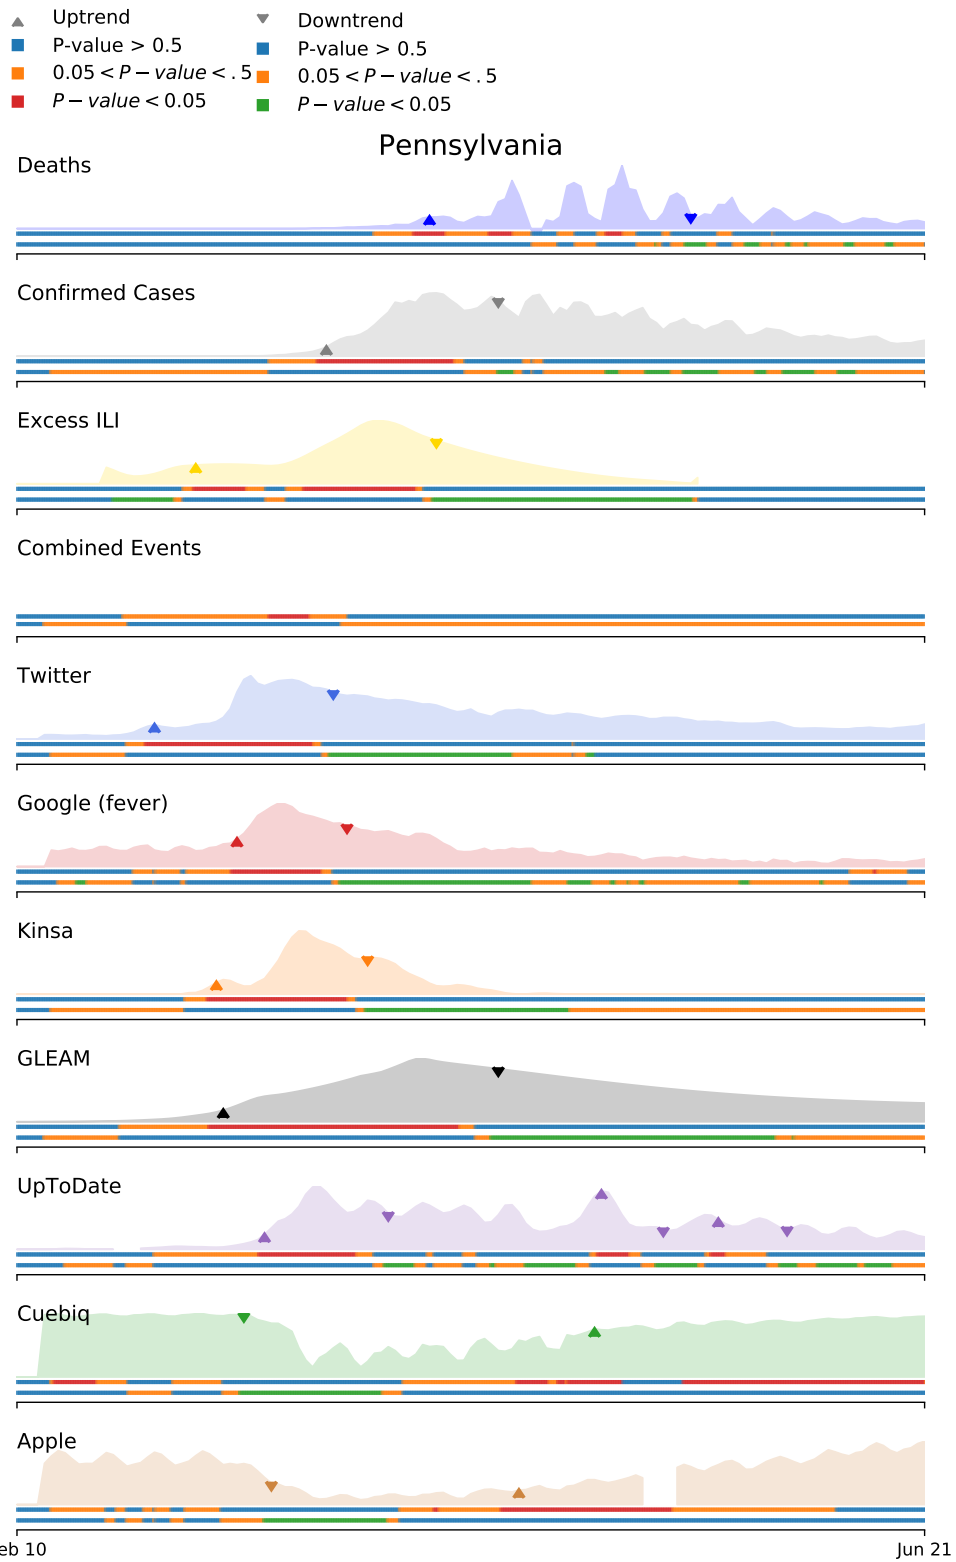 Uptrend
P-value > 0.5
0.05 < P − value < .5
P − value < 0.05
Downtrend
P-value > 0.5
0.05 < P − value < .5
P − value < 0.05
Pennsylvania
Deaths
Confirmed Cases
Excess ILI
Combined Events
Twitter
Google (fever)
Kinsa
GLEAM
UpToDate
Cuebiq
Apple
eb 10
Jun 21